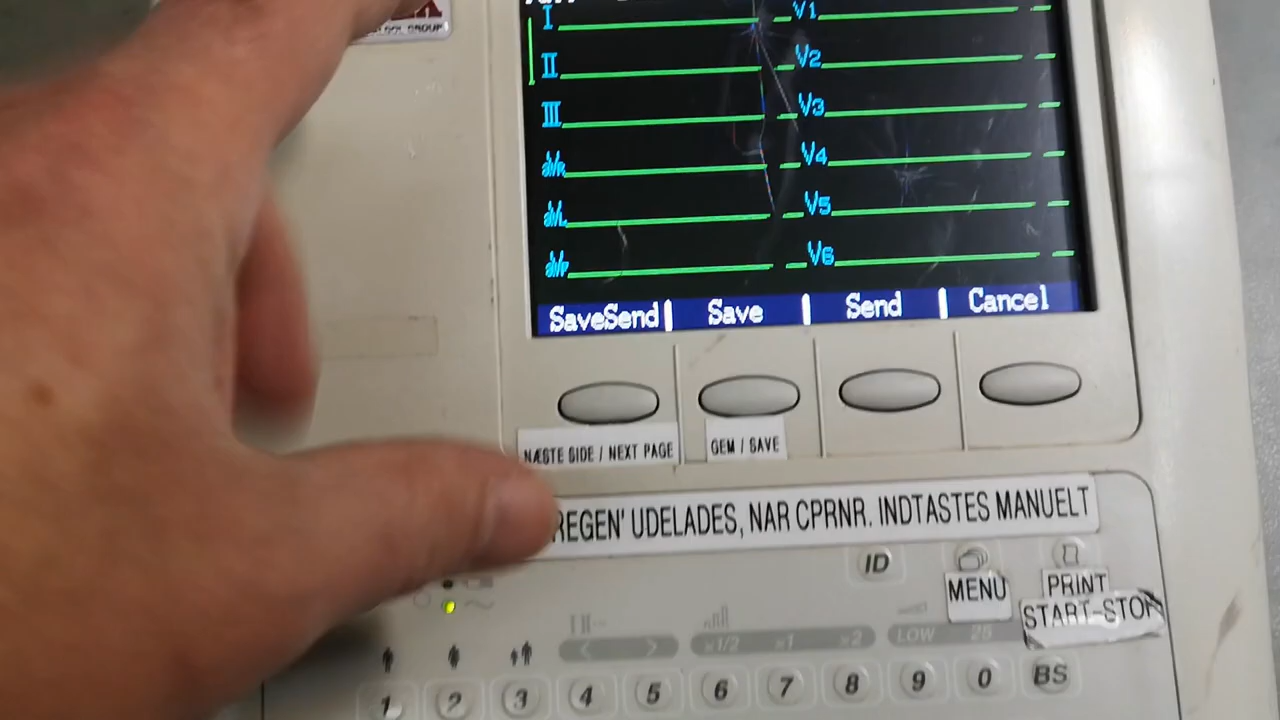 I V1
II V2
III V3
aVR V4
aVL V5
aVF V6
SaveSend Save Send Cancel
NÆSTE SIDE / NEXT PAGE GEM / SAVE
REGEN' UDELADES, NAR CPRNR. INDTASTES MANUELT
ID
MENU PRINT
START-STOP
x1/2 x1 x2 LOW 25
1 2 3 4 5 6 7 8 9 0 BS